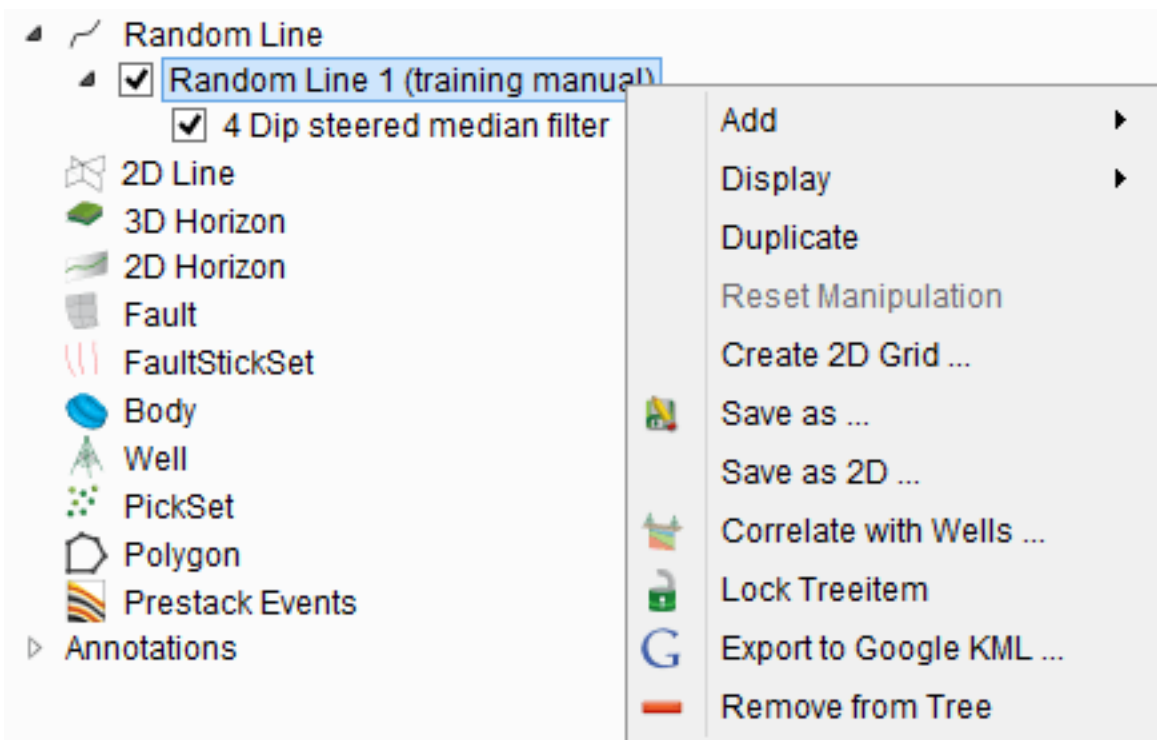 Random Line
Random Line 1 (training manual)
4 Dip steered median filter
2D Line
3D Horizon
2D Horizon
Fault
FaultStickSet
Body
Well
PickSet
Polygon
Prestack Events
Annotations
Add
Display
Duplicate
Reset Manipulation
Create 2D Grid ...
Save as ...
Save as 2D ...
Correlate with Wells ...
Lock Treeitem
Export to Google KML ...
Remove from Tree